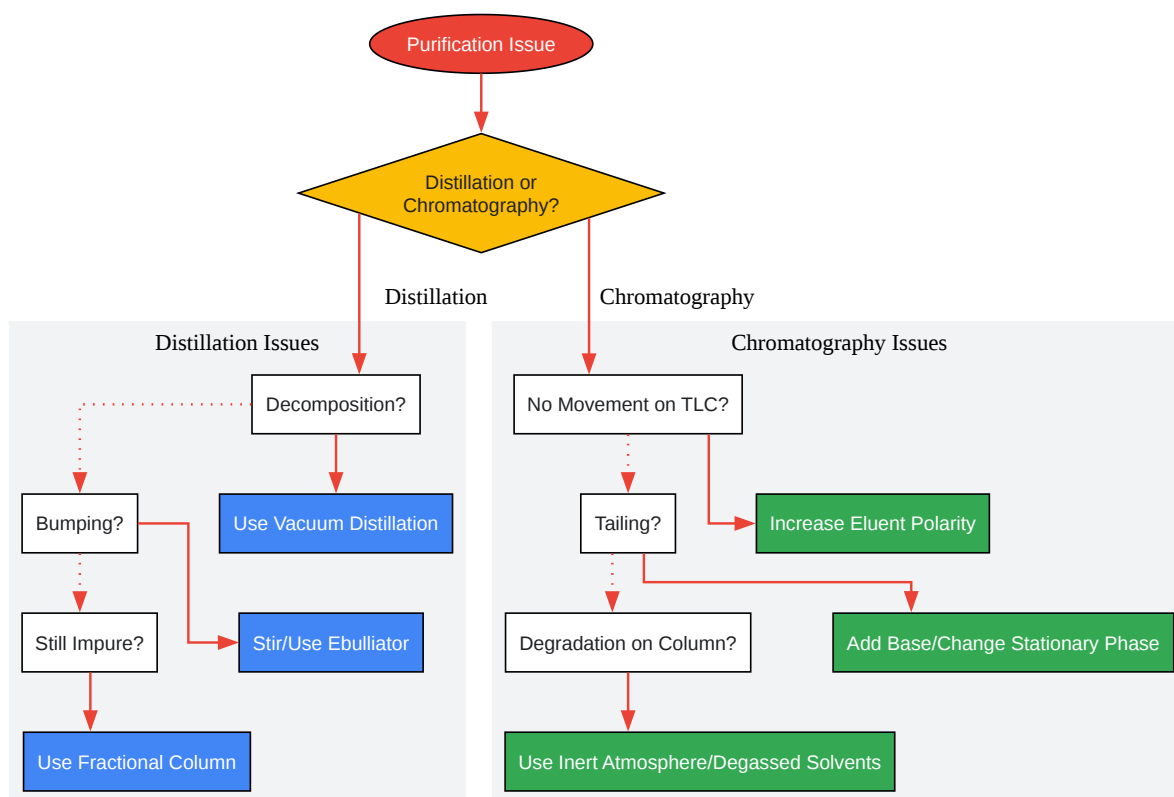 Purification Issue
Distillation or
Chromatography?
Distillation
Chromatography
Distillation Issues
Decomposition?
Bumping?
Use Vacuum Distillation
Still Impure?
Stir/Use Ebulliator
Use Fractional Column
Chromatography Issues
No Movement on TLC?
Tailing?
Increase Eluent Polarity
Degradation on Column?
Add Base/Change Stationary Phase
Use Inert Atmosphere/Degassed Solvents